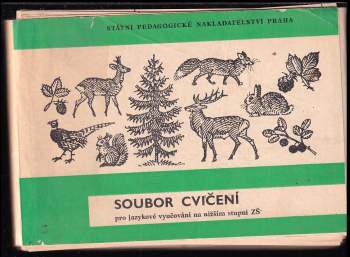 STÁTNÍ PEDAGOGICKÉ NAKLADATELSTVÍ PRAHA
SOUBOR CVIČENÍ
pro jazykové vyučování na nižším stupni ZŠ